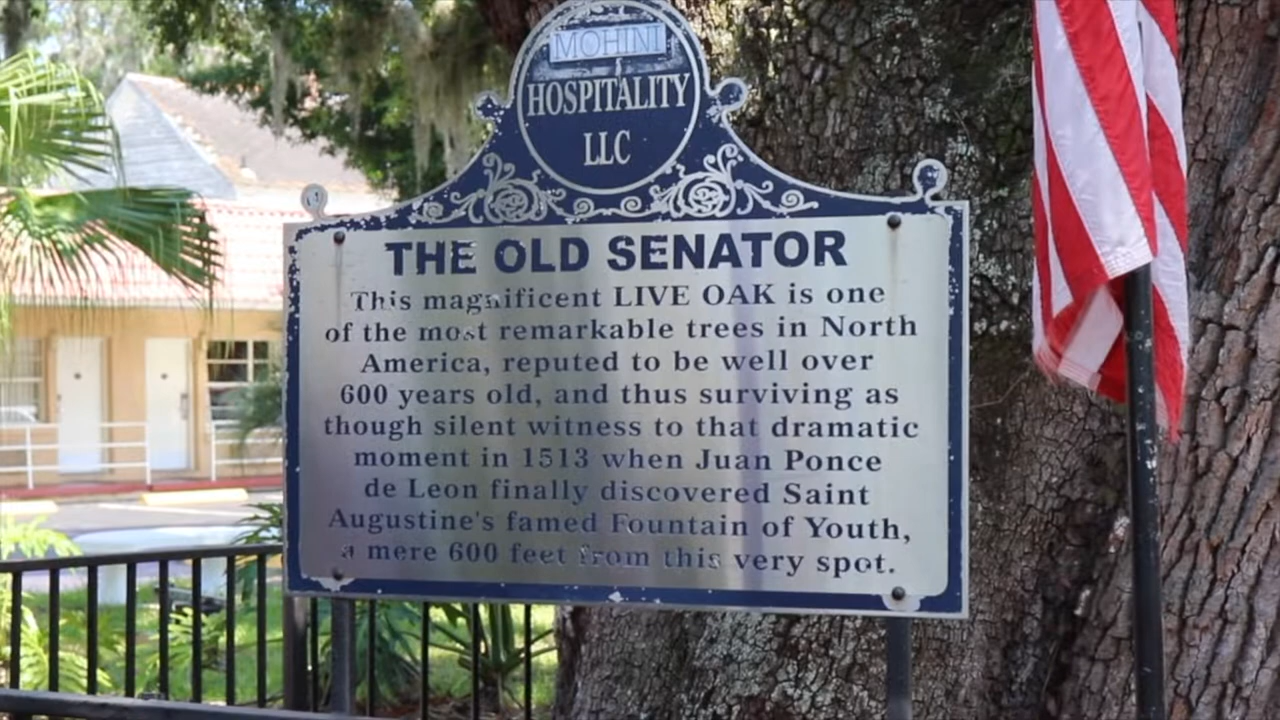 MOHINI
HOSPITALITY
LLC
THE OLD SENATOR
This magnificent LIVE OAK is one
of the most remarkable trees in North
America, reputed to be well over
600 years old, and thus surviving as
though silent witness to that dramatic
moment in 1513 when Juan Ponce
de Leon finally discovered Saint
Augustine's famed Fountain of Youth,
a mere 600 feet from this very spot.